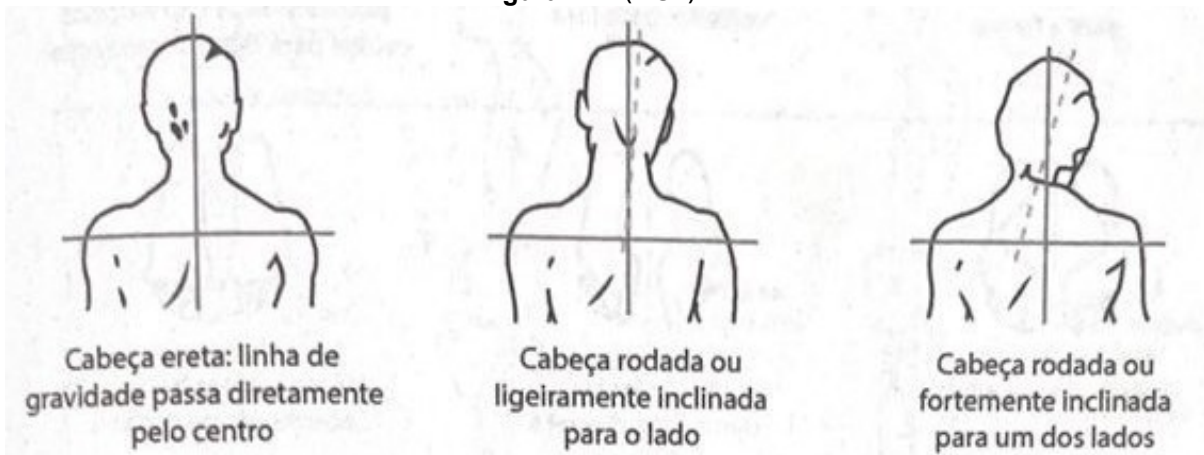 Cabeça ereta: linha de
gravidade passa diretamente
pelo centro
Cabeça rodada ou
ligeiramente inclinada
para o lado
Cabeça rodada ou
fortemente inclinada
para um dos lados